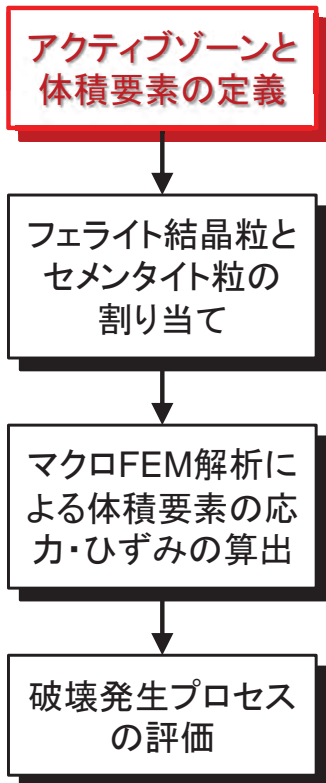 アクティブゾーンと
体積要素の定義
フェライト結晶粒と
セメンタイト粒の
割り当て
マクロFEM解析に
よる体積要素の応
力・ひずみの算出
破壊発生プロセス
の評価